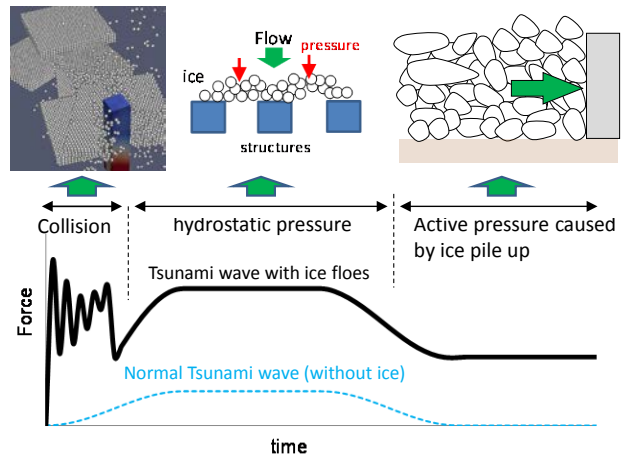 Flow
pressure
ice
structures
Collision
hydrostatic pressure
Active pressure caused
by ice pile up
Tsunami wave with ice floes
Force
Normal Tsunami wave (without ice)
time